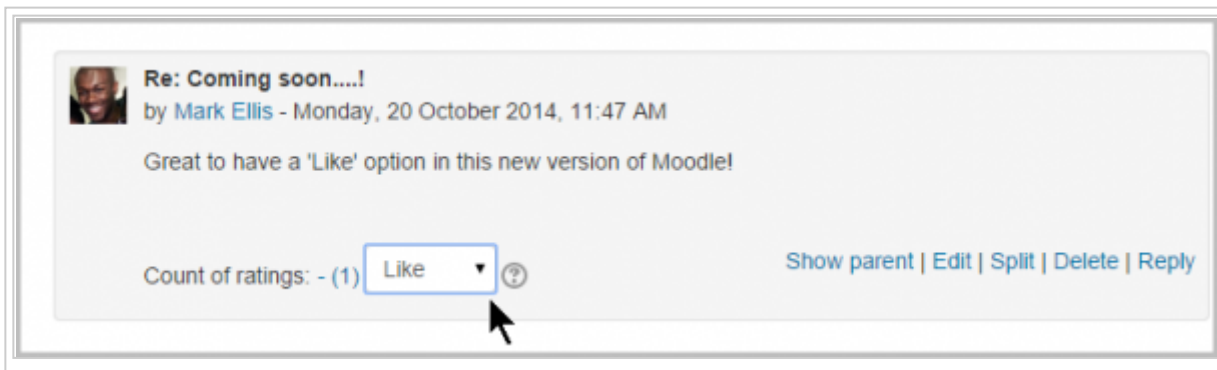 Re: Coming soon....!
by Mark Ellis - Monday, 20 October 2014, 11:47 AM
Great to have a 'Like' option in this new version of Moodle!
Count of ratings: - (1) Like ?
Show parent | Edit | Split | Delete | Reply